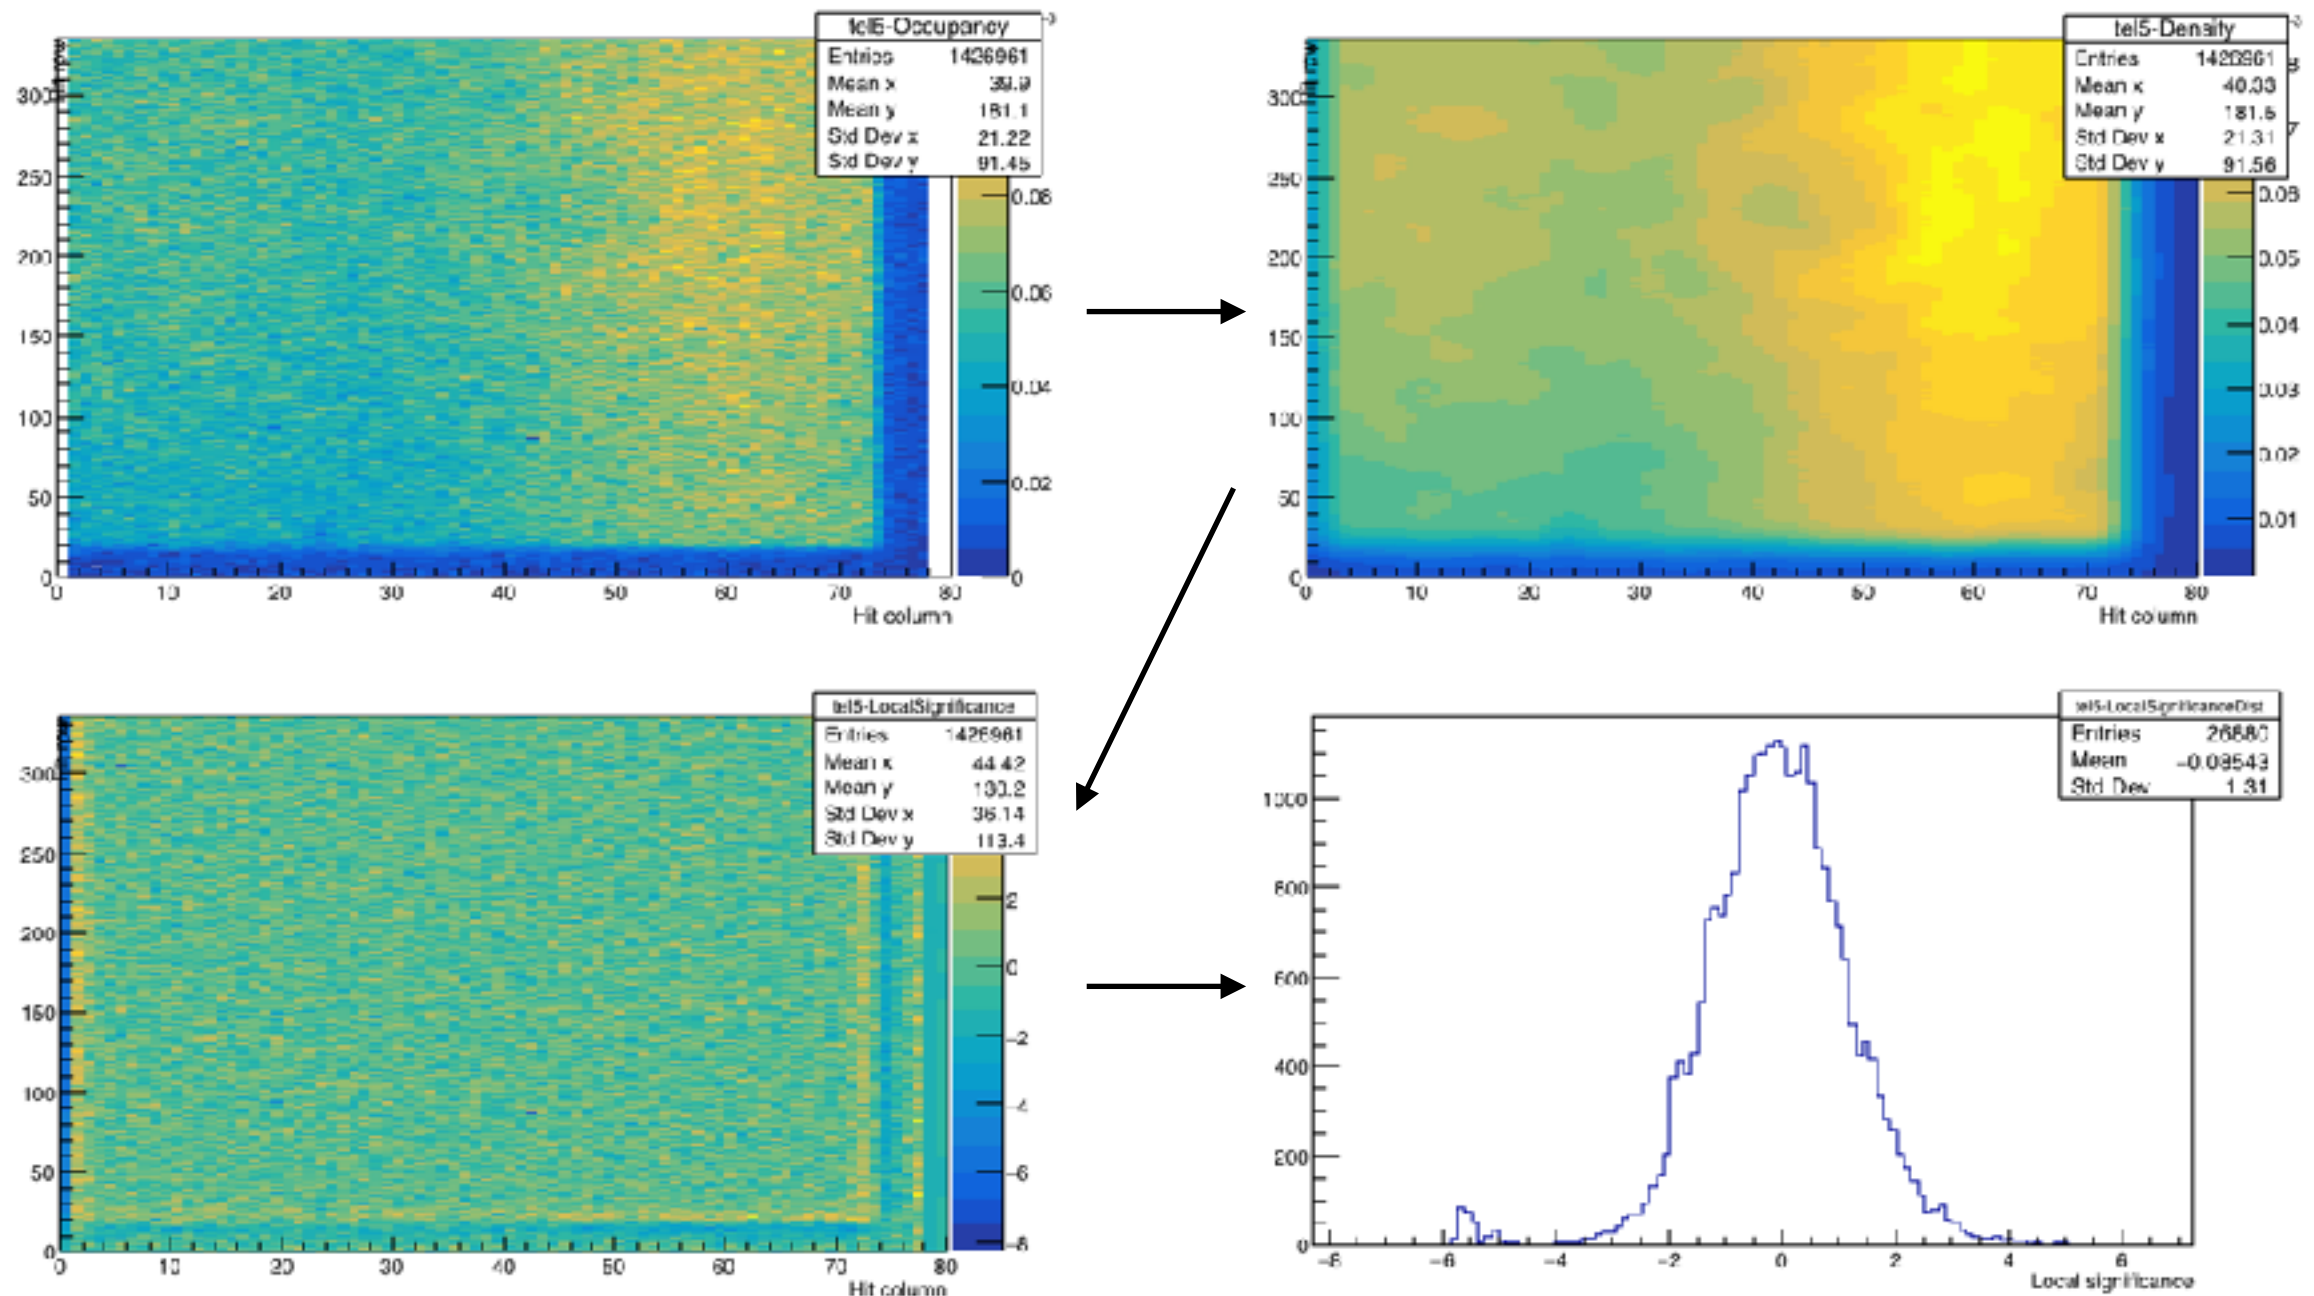 Occupancy
Entries 1426961
Mean x 39.9
Mean y 181.1
Std Dev x 21.22
Std Dev y 91.45
300
250
200
150
100
50
0
0 10 20 30 40 50 60 70 80
Hit column
0.08
0.06
0.04
0.02
0
tel5-Density
Entries 1426961
Mean x 40.33
Mean y 181.5
Std Dev x 21.31
Std Dev y 91.56
300
250
200
150
100
50
0
0 10 20 30 40 50 60 70 80
Hit column
0.06
0.05
0.04
0.03
0.02
0.01
tel5-LocalSignificance
Entries 1426961
Mean x 44.42
Mean y 130.2
Std Dev x 36.14
Std Dev y 113.4
300
250
200
150
100
50
0
0 10 20 30 40 50 60 70 80
Hit column
2
0
-2
-4
-6
-8
tel5-LocalSignificanceDist
Entries 26880
Mean -0.08543
Std Dev 1.31
1000
800
600
400
200
0
-8 -6 -4 -2 0 2 4 6
Local significance